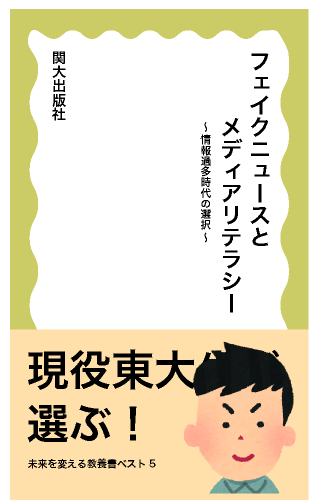 フェイクニュースと
メディアリテラシー
～情報過多時代の選択～
関大出版社
現役東大
選ぶ！
未来を変える教養書ベスト5